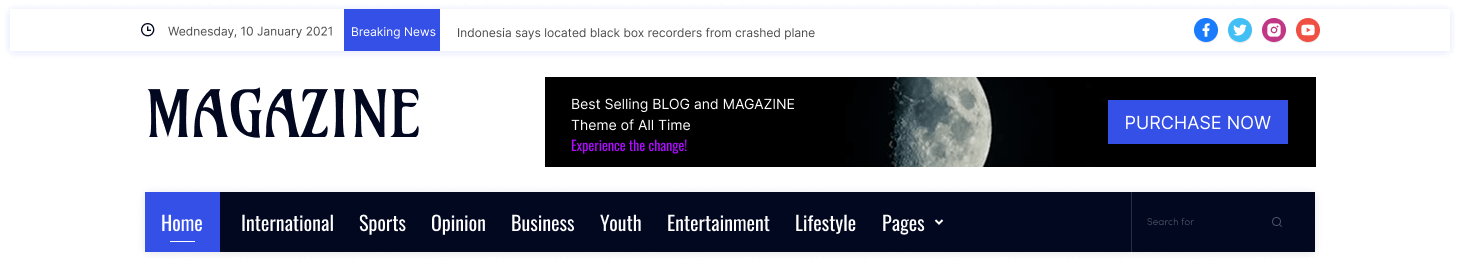 Wednesday, 10 January 2021
Breaking News
Indonesia says located black box recorders from crashed plane
MAGAZINE
Best Selling BLOG and MAGAZINE
Theme of All Time
Experience the change!
PURCHASE NOW
Home International Sports Opinion Business Youth Entertainment Lifestyle Pages
Search for